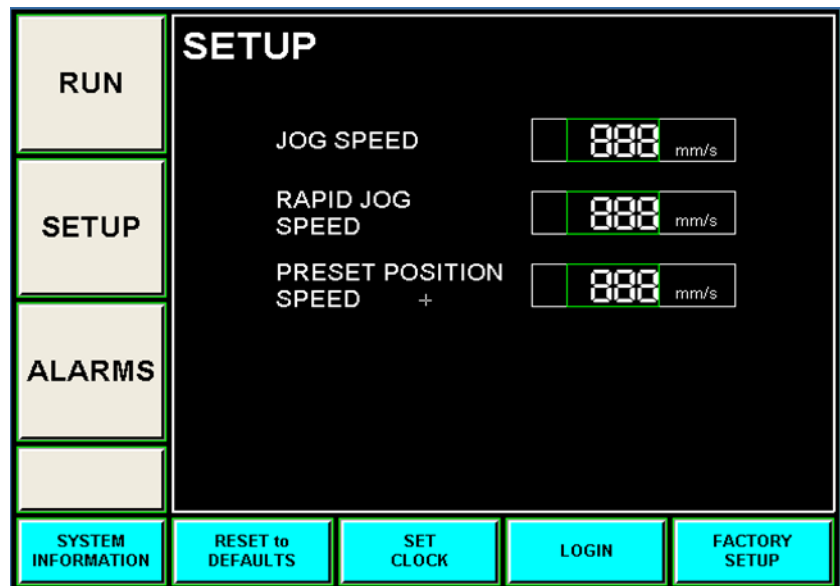 RUN
SETUP
ALARMS
SETUP
JOG SPEED 888 mm/s
RAPID JOG
SPEED 888 mm/s
PRESET POSITION
SPEED 888 mm/s
SYSTEM
INFORMATION
RESET to
DEFAULTS
SET
CLOCK
LOGIN
FACTORY
SETUP